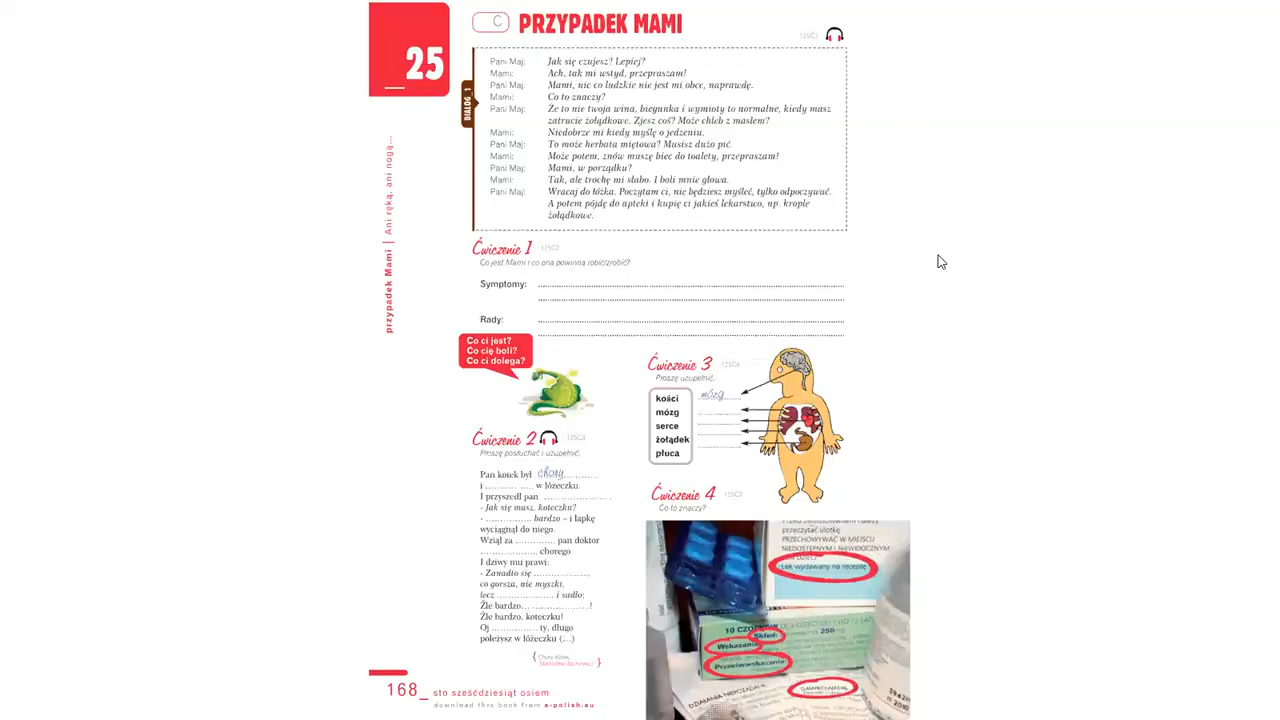 25
C PRZYPADEK MAMI
DIALOG 1
Pani Maj: Jak się czujesz? Lepiej?
Mami: Ach, tak mi wstyd, przepraszam!
Pani Maj: Mami, nic co ludzkie nie jest mi obce, naprawdę.
Mami: Co to znaczy?
Pani Maj: Że to nie twoja wina, biegunka i wymioty to normalne, kiedy masz
zatrucie żołądkowe. Zjesz coś? Może chleb z masłem?
Mami: Niedobrze mi kiedy myślę o jedzeniu.
Pani Maj: To może herbata miętowa? Musisz dużo pić.
Mami: Może potem, znów muszę biec do toalety, przepraszam!
Pani Maj: Mami, w porządku?
Mami: Tak, ale trochę mi słabo. I boli mnie głowa.
Pani Maj: Wracaj do łóżka. Poczytam ci, nie będziesz myśleć, tylko odpoczywać.
A potem pójdę do apteki i kupię ci jakieś lekarstwo, np. krople
żołądkowe.
przypadek Mami | Ani ręką, ani nogą...
Ćwiczenie 1
Co jest Mami i co ona powinna robić/zrobić?
Symptomy:
Rady:
Co ci jest?
Co cię boli?
Co ci dolega?
Ćwiczenie 2
Proszę posłuchać i uzupełnić.
Pan kotek był chory
i .............. w łóżeczku.
I przyszedł pan ..................
- Jak się masz, koteczku?
- .............. bardzo – i łapkę
wyciągnął do niego.
Wziął za ............ pan doktor
................. chorego
I dziwy mu prawi:
- Zanadto się ...............,
co gorsza, nie myszki,
lecz .................. i sadło;
Źle bardzo... .................!
Źle bardzo, koteczku!
Oj .............. ty, długo
poleżysz w łóżeczku (...)
Chory Kotek,
Stanisław Jachowicz
Ćwiczenie 3
Proszę uzupełnić.
kości
mózg
serce
żołądek
płuca
mózg
Ćwiczenie 4
Co to znaczy?
przeczytać ulotkę
PRZECHOWYWAĆ W MIEJSCU
NIEDOSTĘPNYM I NIEWIDOCZNYM
Lek wydawany na receptę
Skład:
Wskazania
Przeciwwskazania:
168_ sto sześćdziesiąt osiem
download this book from e-polish.eu